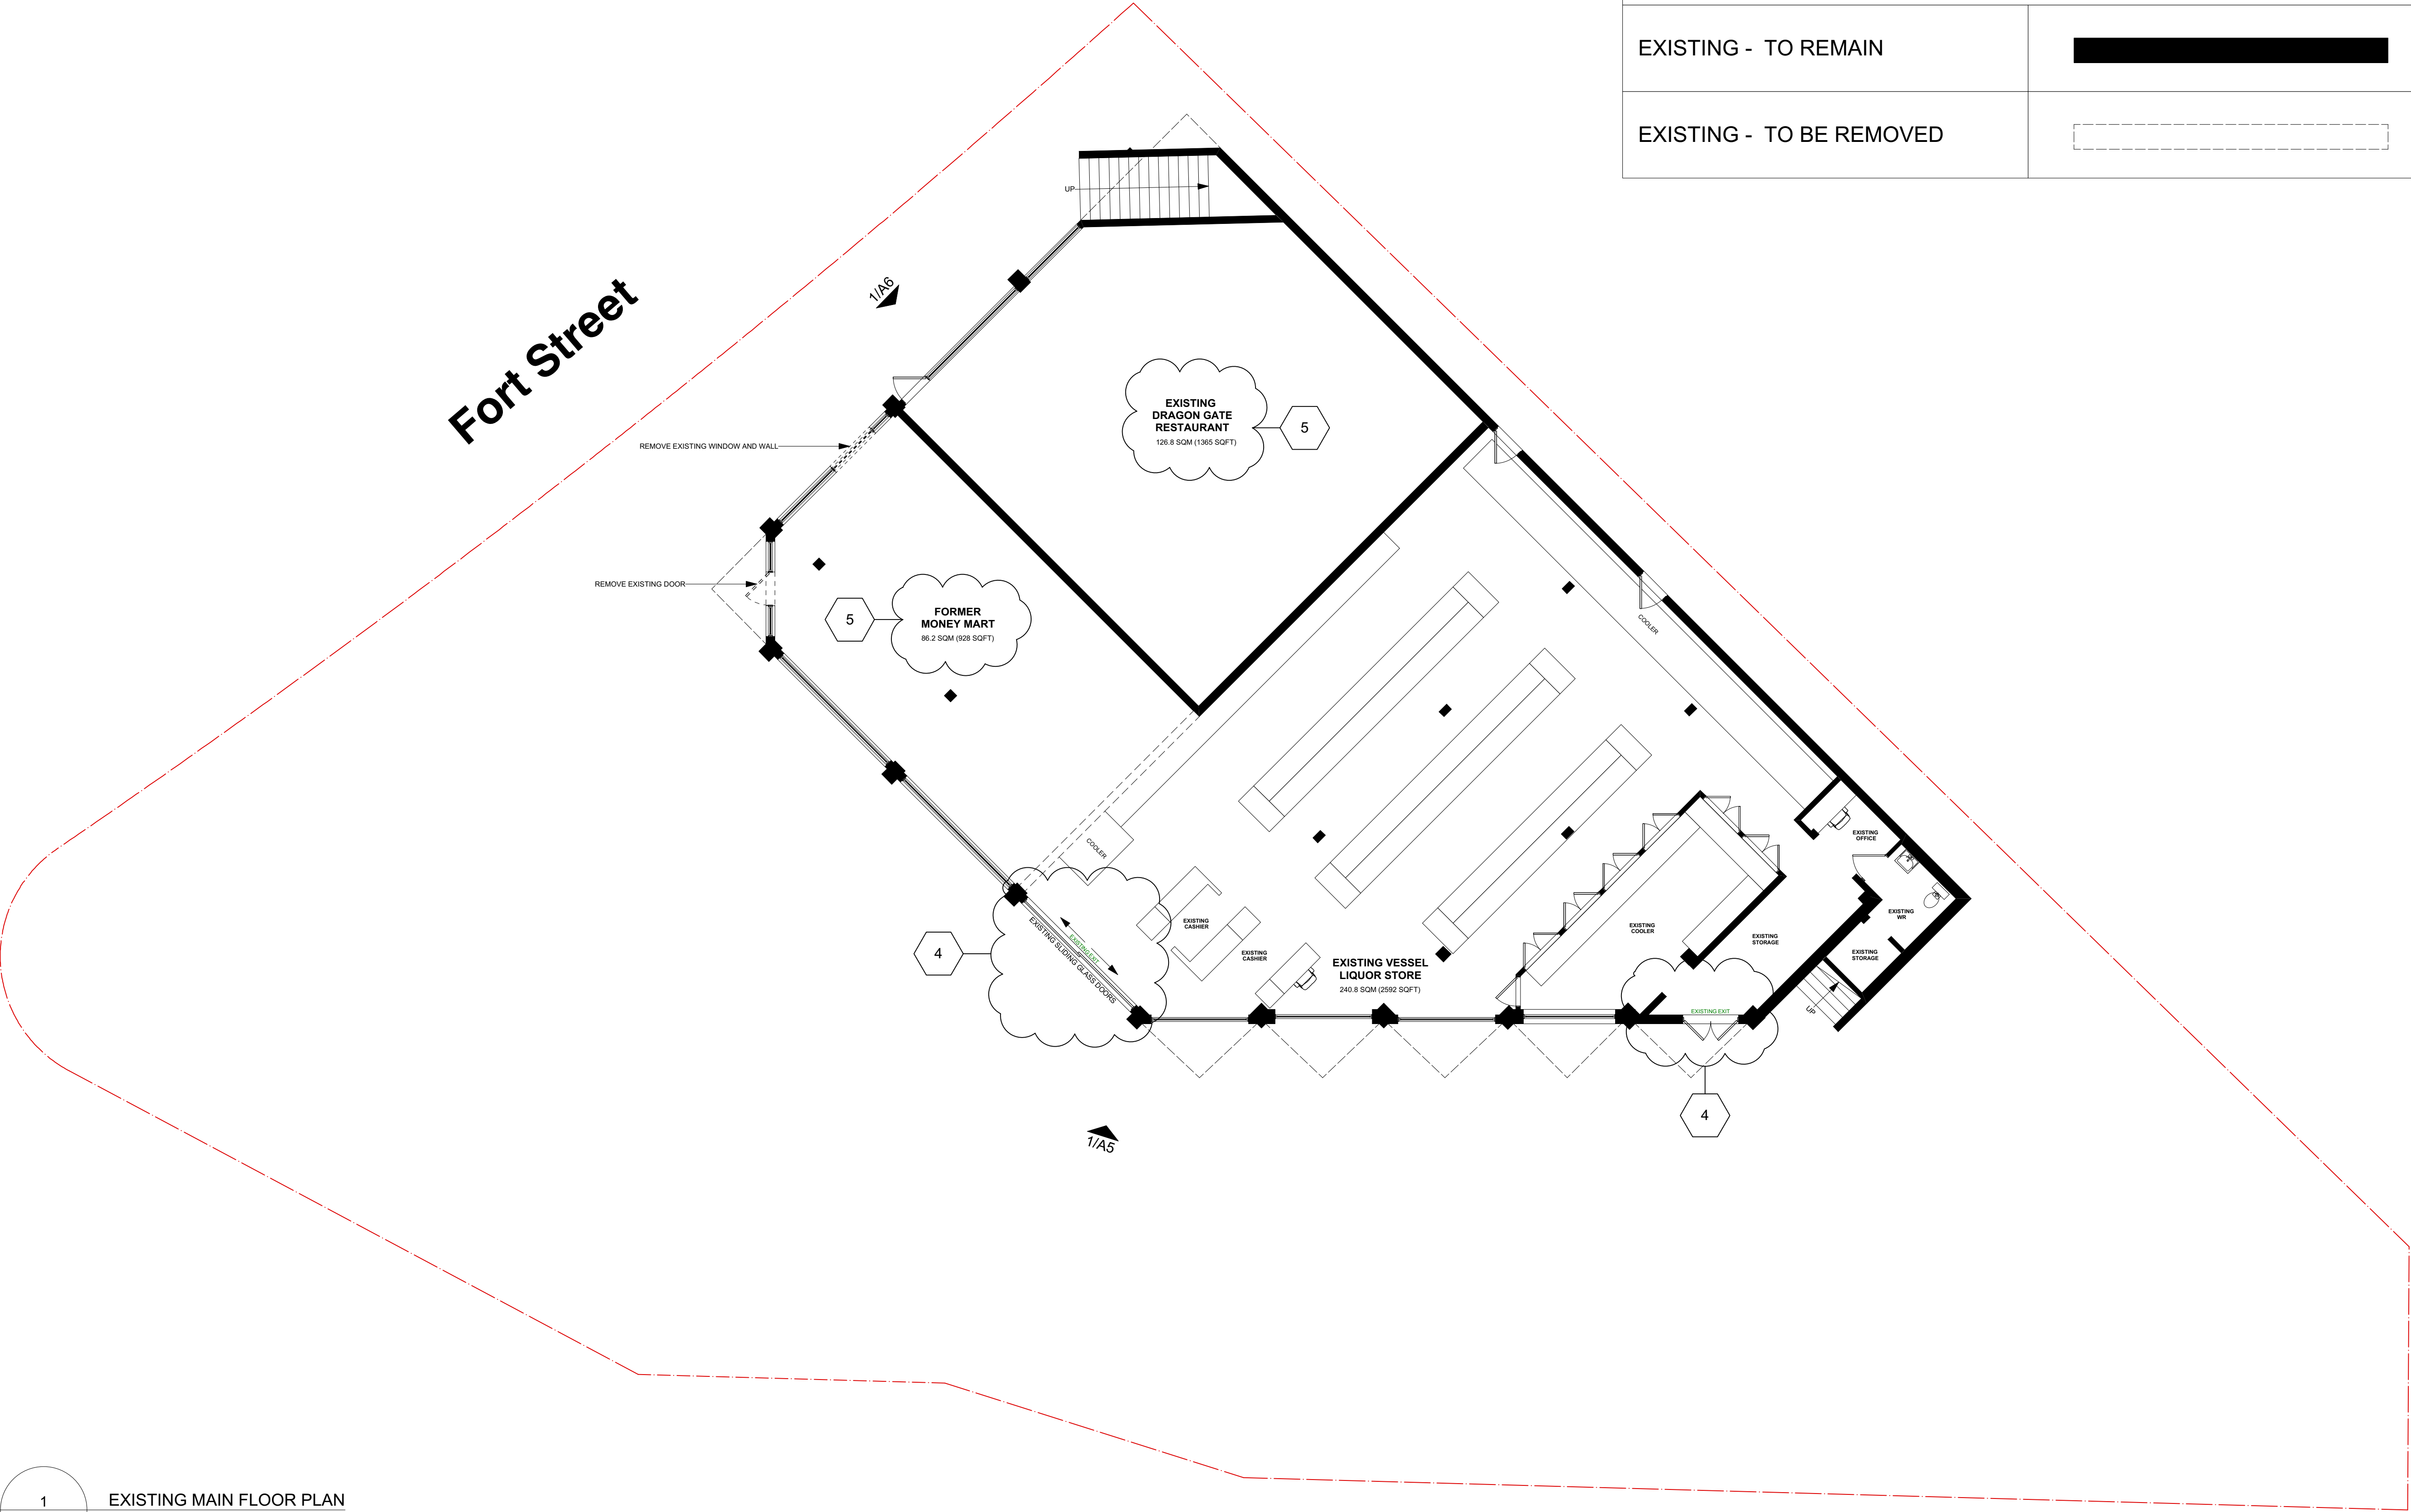 EXISTING - TO REMAIN
EXISTING - TO BE REMOVED
UP
1/A6
Fort Street
EXISTING
DRAGON GATE
RESTAURANT
126.8 SQM (1365 SQFT)
5
REMOVE EXISTING WINDOW AND WALL
REMOVE EXISTING DOOR
5
FORMER
MONEY MART
86.2 SQM (928 SQFT)
COOLER
COOLER
EXISTING
OFFICE
EXISTING
WR
EXISTING
STORAGE
EXISTING
STORAGE
EXISTING
COOLER
EXISTING
CASHIER
EXISTING
CASHIER
EXISTING VESSEL
LIQUOR STORE
240.8 SQM (2592 SQFT)
4
EXISTING EXIT
EXISTING SLIDING GLASS DOORS
EXISTING EXIT
UP
4
1/A5
1
EXISTING MAIN FLOOR PLAN